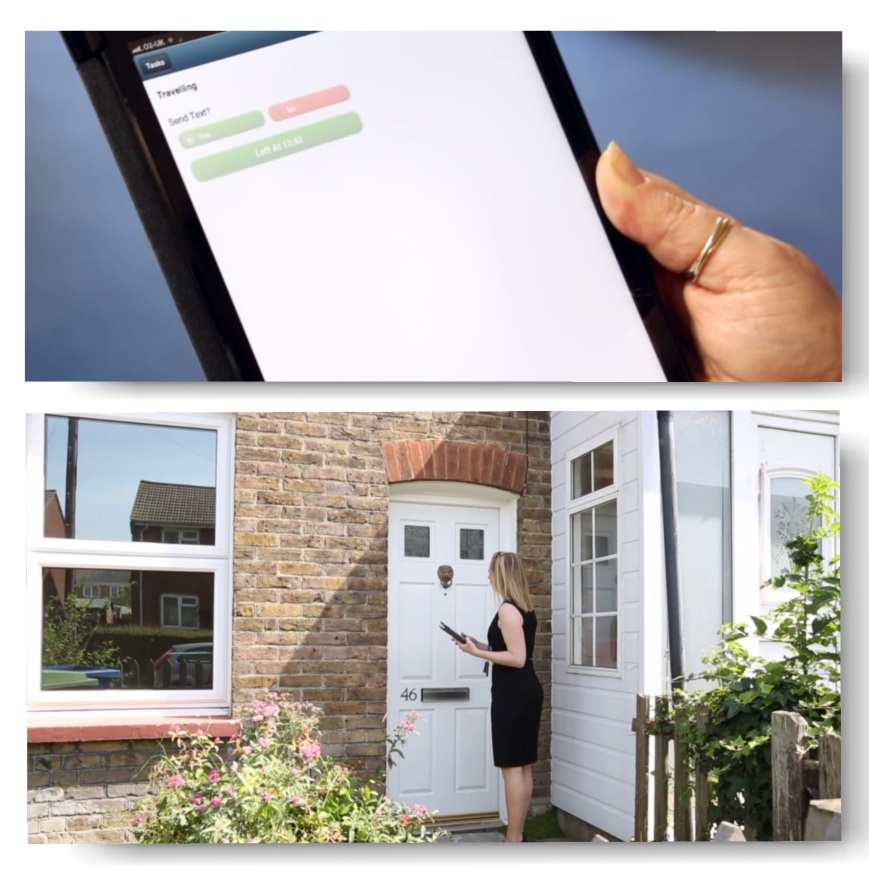 O2-UK
Tasks
Travelling
Send Text?
Yes
No
Left At 13:42
46